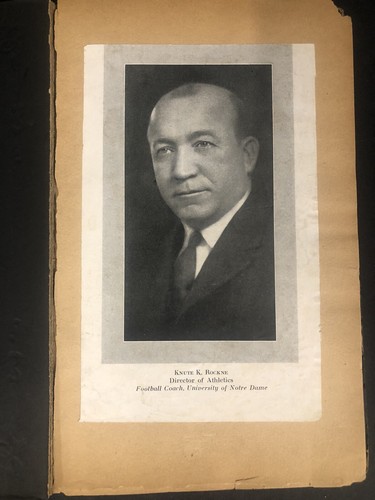 Knute K. Rockne
Director of Athletics
Football Coach, University of Notre Dame